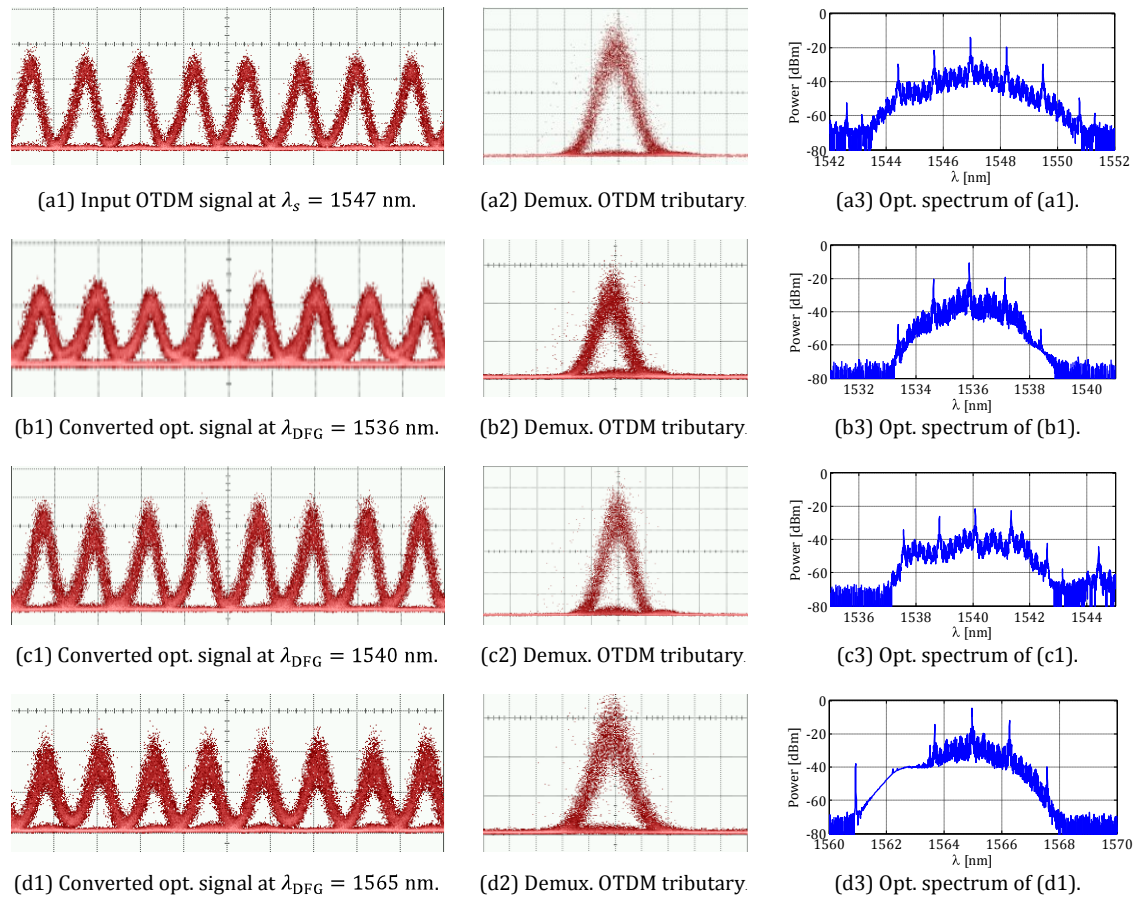 0
-20
-40
-60
-80
Power [dBm]
1542 1544 1546 1548 1550 1552
λ [nm]
(a1) Input OTDM signal at λs = 1547 nm.
(a2) Demux. OTDM tributary.
(a3) Opt. spectrum of (a1).
0
-20
-40
-60
-80
Power [dBm]
1532 1534 1536 1538 1540
λ [nm]
(b1) Converted opt. signal at λDFG = 1536 nm.
(b2) Demux. OTDM tributary.
(b3) Opt. spectrum of (b1).
0
-20
-40
-60
-80
Power [dBm]
1536 1538 1540 1542 1544
λ [nm]
(c1) Converted opt. signal at λDFG = 1540 nm.
(c2) Demux. OTDM tributary.
(c3) Opt. spectrum of (c1).
0
-20
-40
-60
-80
Power [dBm]
1560 1562 1564 1566 1568 1570
λ [nm]
(d1) Converted opt. signal at λDFG = 1565 nm.
(d2) Demux. OTDM tributary.
(d3) Opt. spectrum of (d1).